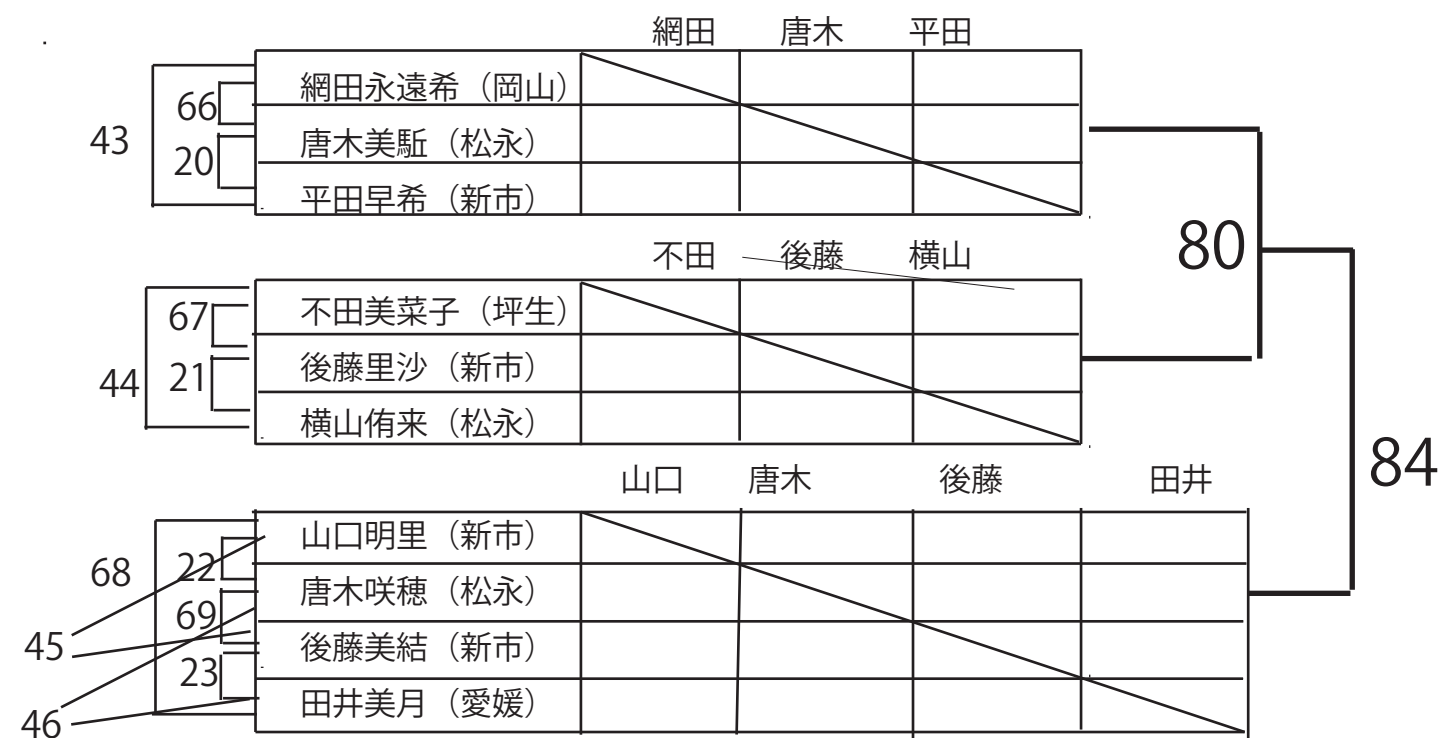 網田 唐木 平田
網田永遠希（岡山）
66
43
唐木美駈（松永）
20
平田早希（新市）
80
不田 後藤 横山
不田美菜子（坪生）
67
後藤里沙（新市）
44 21
横山侑来（松永）
84
山口 唐木 後藤 田井
山口明里（新市）
68 22
唐木咲穂（松永）
69
45
後藤美結（新市）
23
田井美月（愛媛）
46